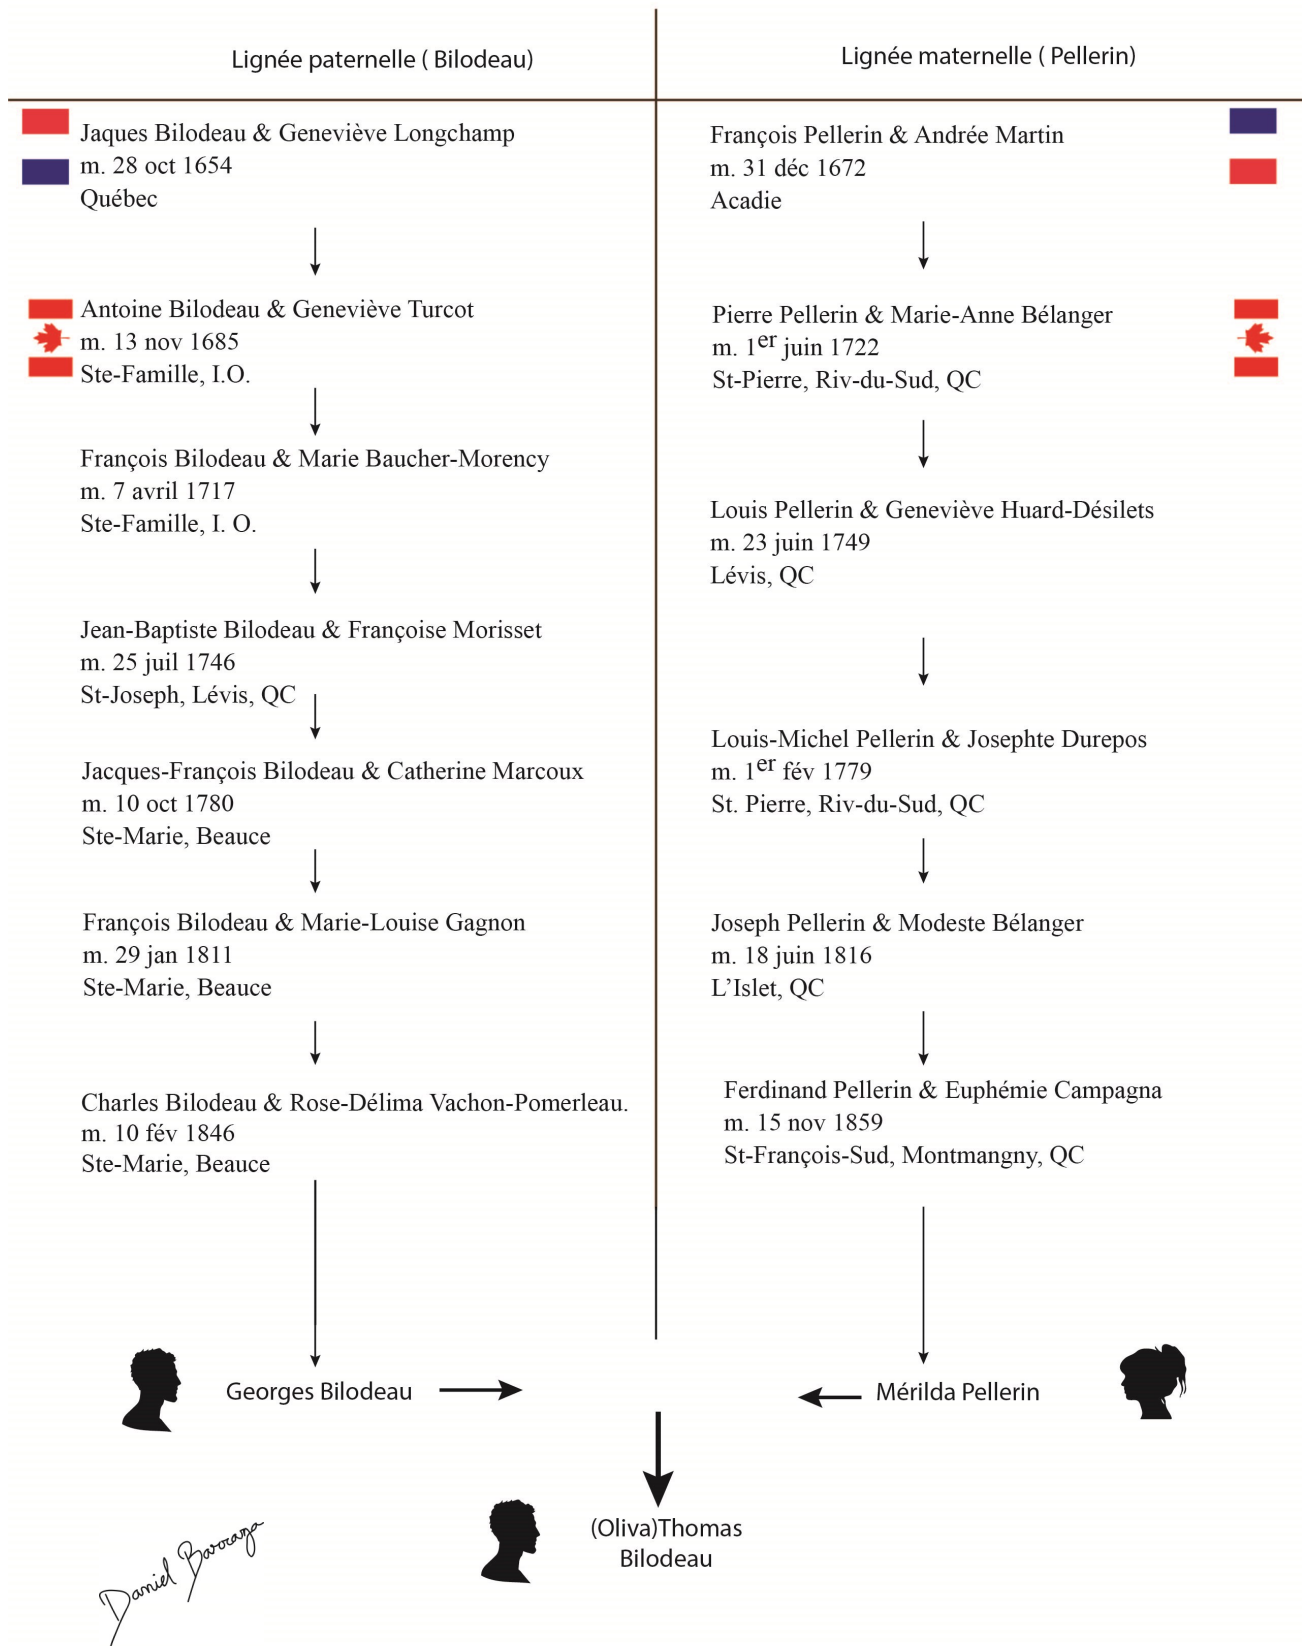 Lignée paternelle ( Bilodeau)
Jaques Bilodeau & Geneviève Longchamp
m. 28 oct 1654
Québec
Antoine Bilodeau & Geneviève Turcot
m. 13 nov 1685
Ste-Famille, I.O.
François Bilodeau & Marie Baucher-Morency
m. 7 avril 1717
Ste-Famille, I. O.
Jean-Baptiste Bilodeau & Françoise Morisset
m. 25 juil 1746
St-Joseph, Lévis, QC
Jacques-François Bilodeau & Catherine Marcoux
m. 10 oct 1780
Ste-Marie, Beauce
François Bilodeau & Marie-Louise Gagnon
m. 29 jan 1811
Ste-Marie, Beauce
Charles Bilodeau & Rose-Délima Vachon-Pomerleau.
m. 10 fév 1846
Ste-Marie, Beauce
Georges Bilodeau
Lignée maternelle ( Pellerin)
François Pellerin & Andrée Martin
m. 31 déc 1672
Acadie
Pierre Pellerin & Marie-Anne Bélanger
m. 1er juin 1722
St-Pierre, Riv-du-Sud, QC
Louis Pellerin & Geneviève Huard-Désilets
m. 23 juin 1749
Lévis, QC
Louis-Michel Pellerin & Josephte Durepos
m. 1er fév 1779
St. Pierre, Riv-du-Sud, QC
Joseph Pellerin & Modeste Bélanger
m. 18 juin 1816
L’Islet, QC
Ferdinand Pellerin & Euphémie Campagna
m. 15 nov 1859
St-François-Sud, Montmangny, QC
Mérilda Pellerin
(Oliva)Thomas
Bilodeau
Daniel Barraza